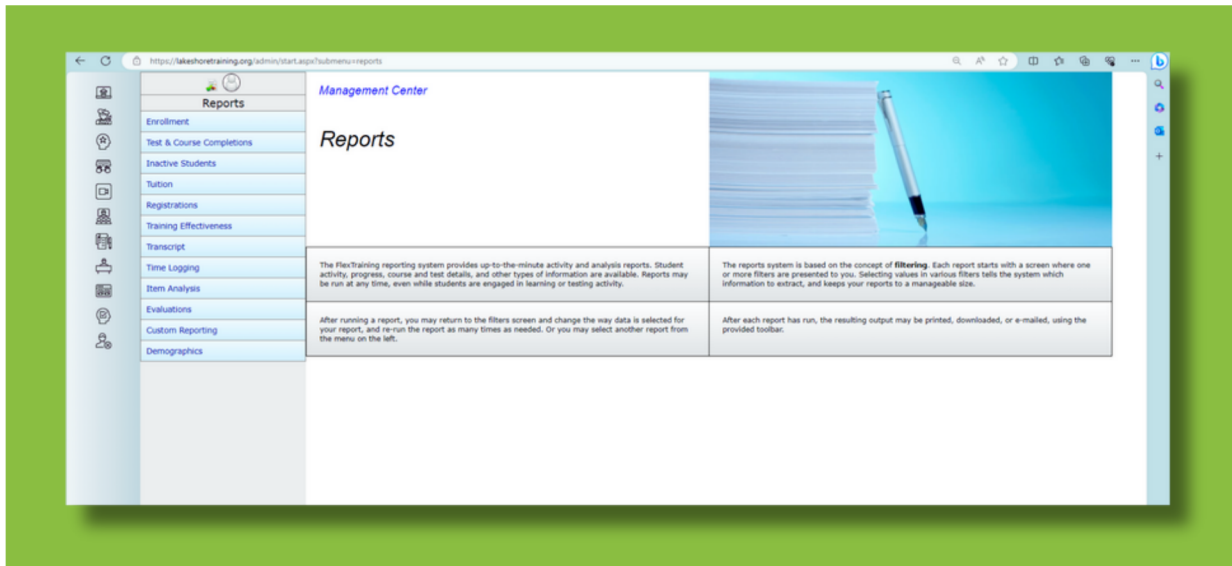 https://lakeshoretraining.org/admin/start.aspx?submenu=reports
Reports
Enrollment
Test & Course Completions
Inactive Students
Tuition
Registrations
Training Effectiveness
Transcript
Time Logging
Item Analysis
Evaluations
Custom Reporting
Demographics
Management Center
Reports
The FlexTraining reporting system provides up-to-the-minute activity and analysis reports. Student
activity, progress, course and test details, and other types of information are available. Reports may
be run at any time, even while students are engaged in learning or testing activity.
The reports system is based on the concept of filtering. Each report starts with a screen where one
or more filters are presented to you. Selecting values in various filters tells the system which
information to extract, and keeps your reports to a manageable size.
After running a report, you may return to the filters screen and change the way data is selected for
your report, and re-run the report as many times as needed. Or you may select another report from
the menu on the left.
After each report has run, the resulting output may be printed, downloaded, or e-mailed, using the
provided toolbar.